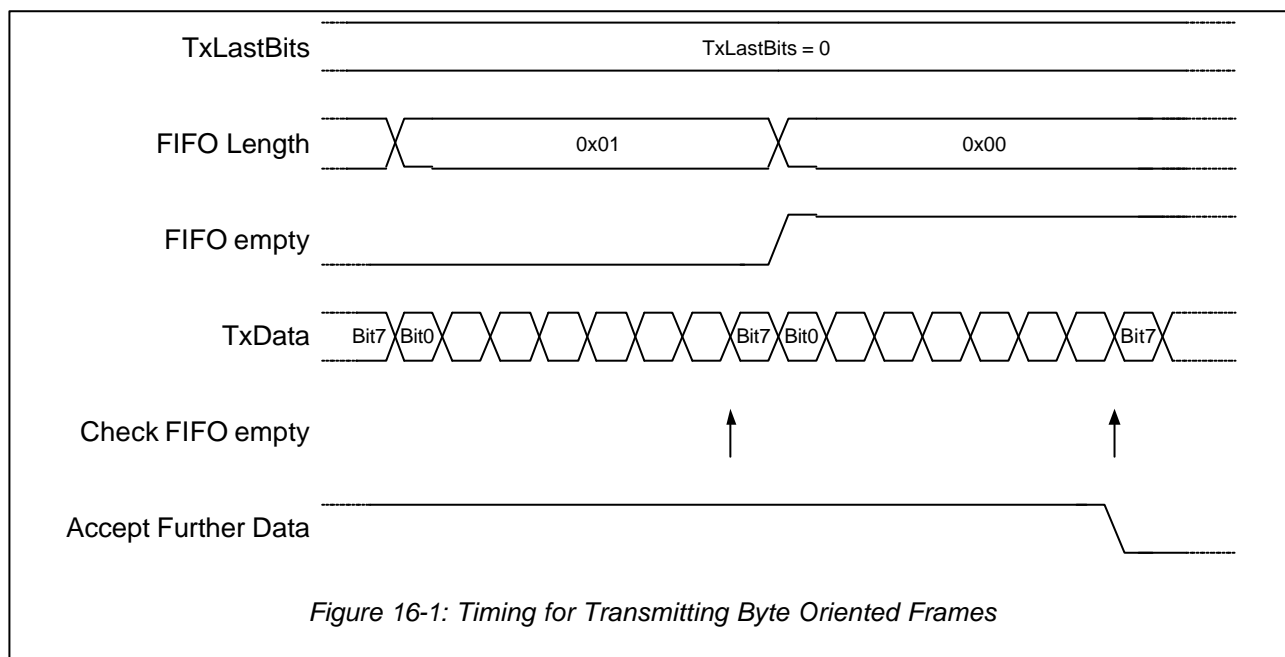 TxLastBits
TxLastBits = 0
FIFO Length
0x01
0x00
FIFO empty
TxData
Bit7 Bit0 Bit7 Bit0 Bit7
Check FIFO empty
Accept Further Data
Figure 16-1: Timing for Transmitting Byte Oriented Frames